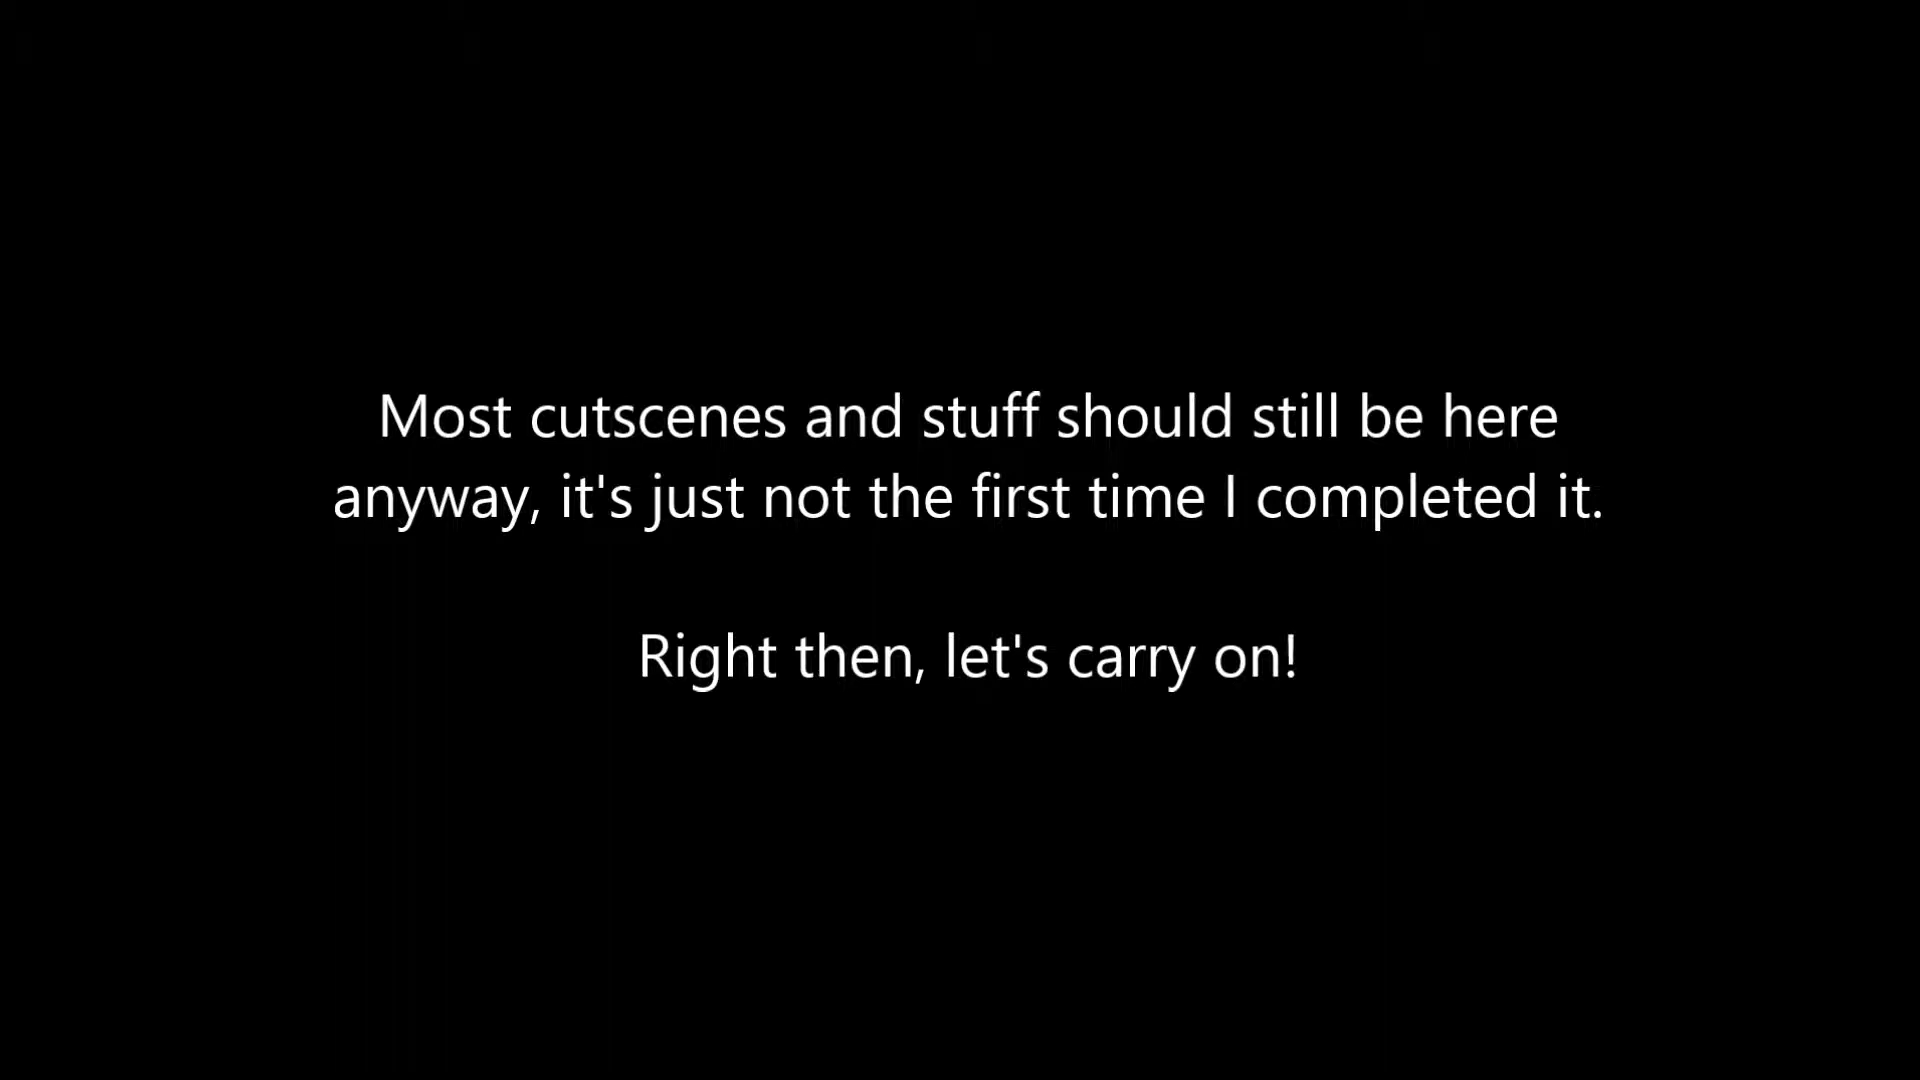 Most cutscenes and stuff should still be here
anyway, it's just not the first time I completed it.
Right then, let's carry on!